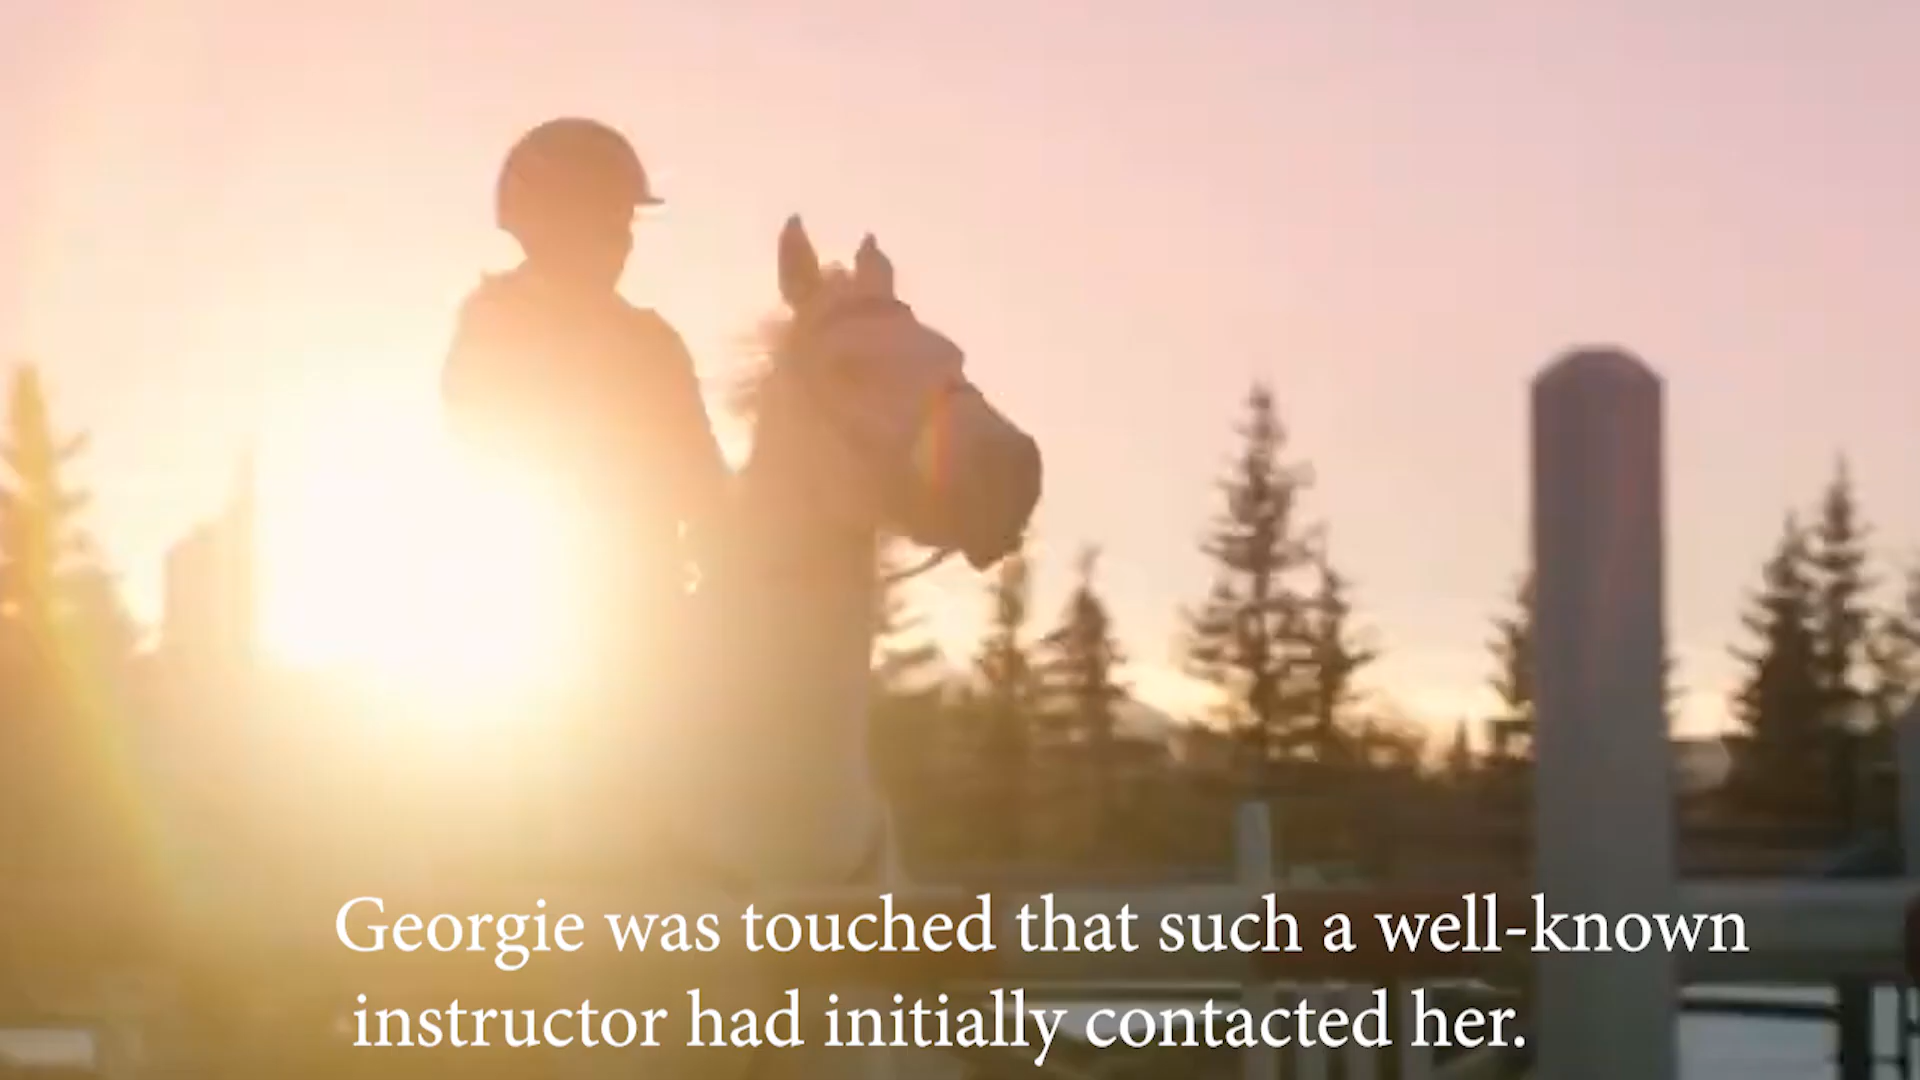 Georgie was touched that such a well-known
instructor had initially contacted her.